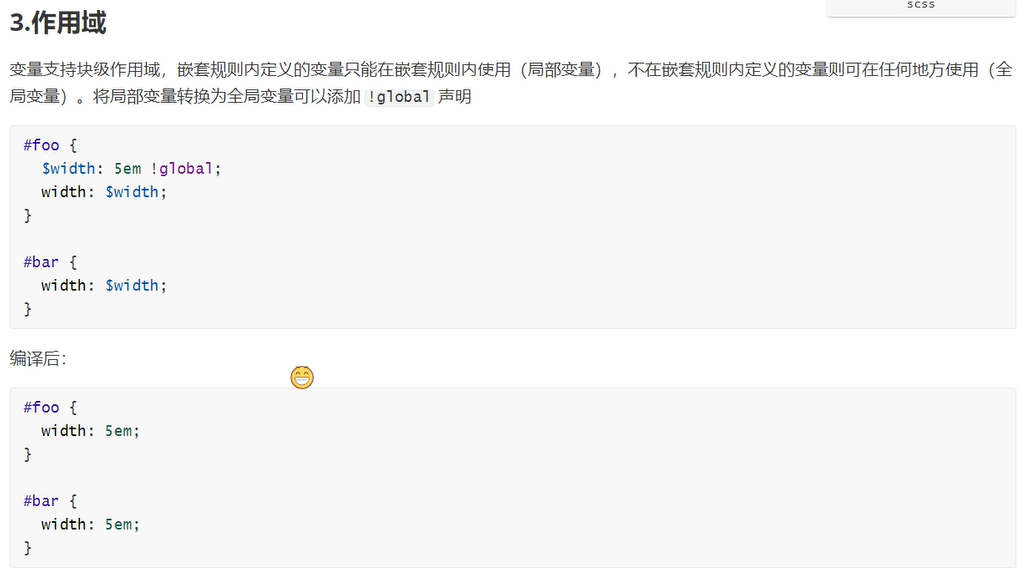 scss
3.作用域
变量支持块级作用域，嵌套规则内定义的变量只能在嵌套规则内使用（局部变量），不在嵌套规则内定义的变量则可在任何地方使用（全
局变量）。将局部变量转换为全局变量可以添加 !global 声明
#foo {
  $width: 5em !global;
  width: $width;
}
#bar {
  width: $width;
}
编译后：
#foo {
  width: 5em;
}
#bar {
  width: 5em;
}